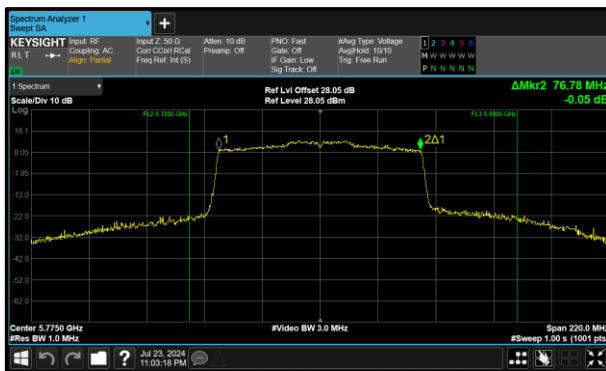 Spectrum Analyzer 1
Swept SA
KEYSIGHT
RLT
Input: RF
Coupling: AC
Align: Partial
Input Z: 50 Ω
Corr CCorr RCal
Freq Ref: Int (S)
Atten: 10 dB
Preamp: Off
PNO: Fast
Gate: Off
IF Gain: Low
Sig Track: Off
#Avg Type: Voltage
Avg|Hold: 10/10
Trig: Free Run
1 2 3 4 5 6
M W W W W W
P N N N N N
1 Spectrum
Scale/Div 10 dB
Ref Lvl Offset 28.05 dB
Ref Level 28.05 dBm
ΔMkr2 76.78 MHz
-0.05 dB
Log
FL2 5.7250 GHz
FL3 5.8500 GHz
1
2Δ1
18.1
8.05
-1.95
-12.0
-22.0
-32.0
-42.0
-52.0
-62.0
Center 5.7750 GHz
#Res BW 1.0 MHz
#Video BW 3.0 MHz
Span 220.0 MHz
#Sweep 1.00 s (1001 pts)
?
Jul 23, 2024
11:03:18 PM